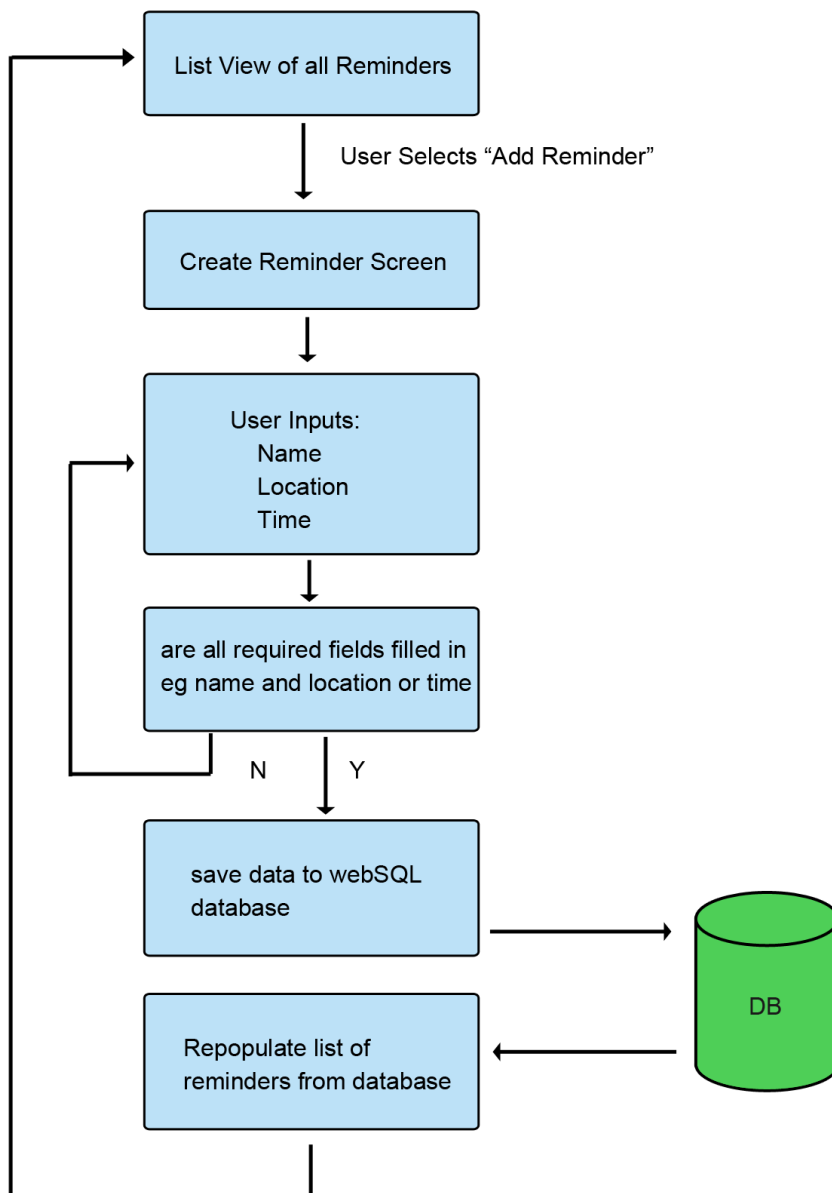 List View of all Reminders
User Selects “Add Reminder”
Create Reminder Screen
User Inputs:
Name
Location
Time
are all required fields filled in
eg name and location or time
N
Y
save data to webSQL
database
DB
Repopulate list of
reminders from database